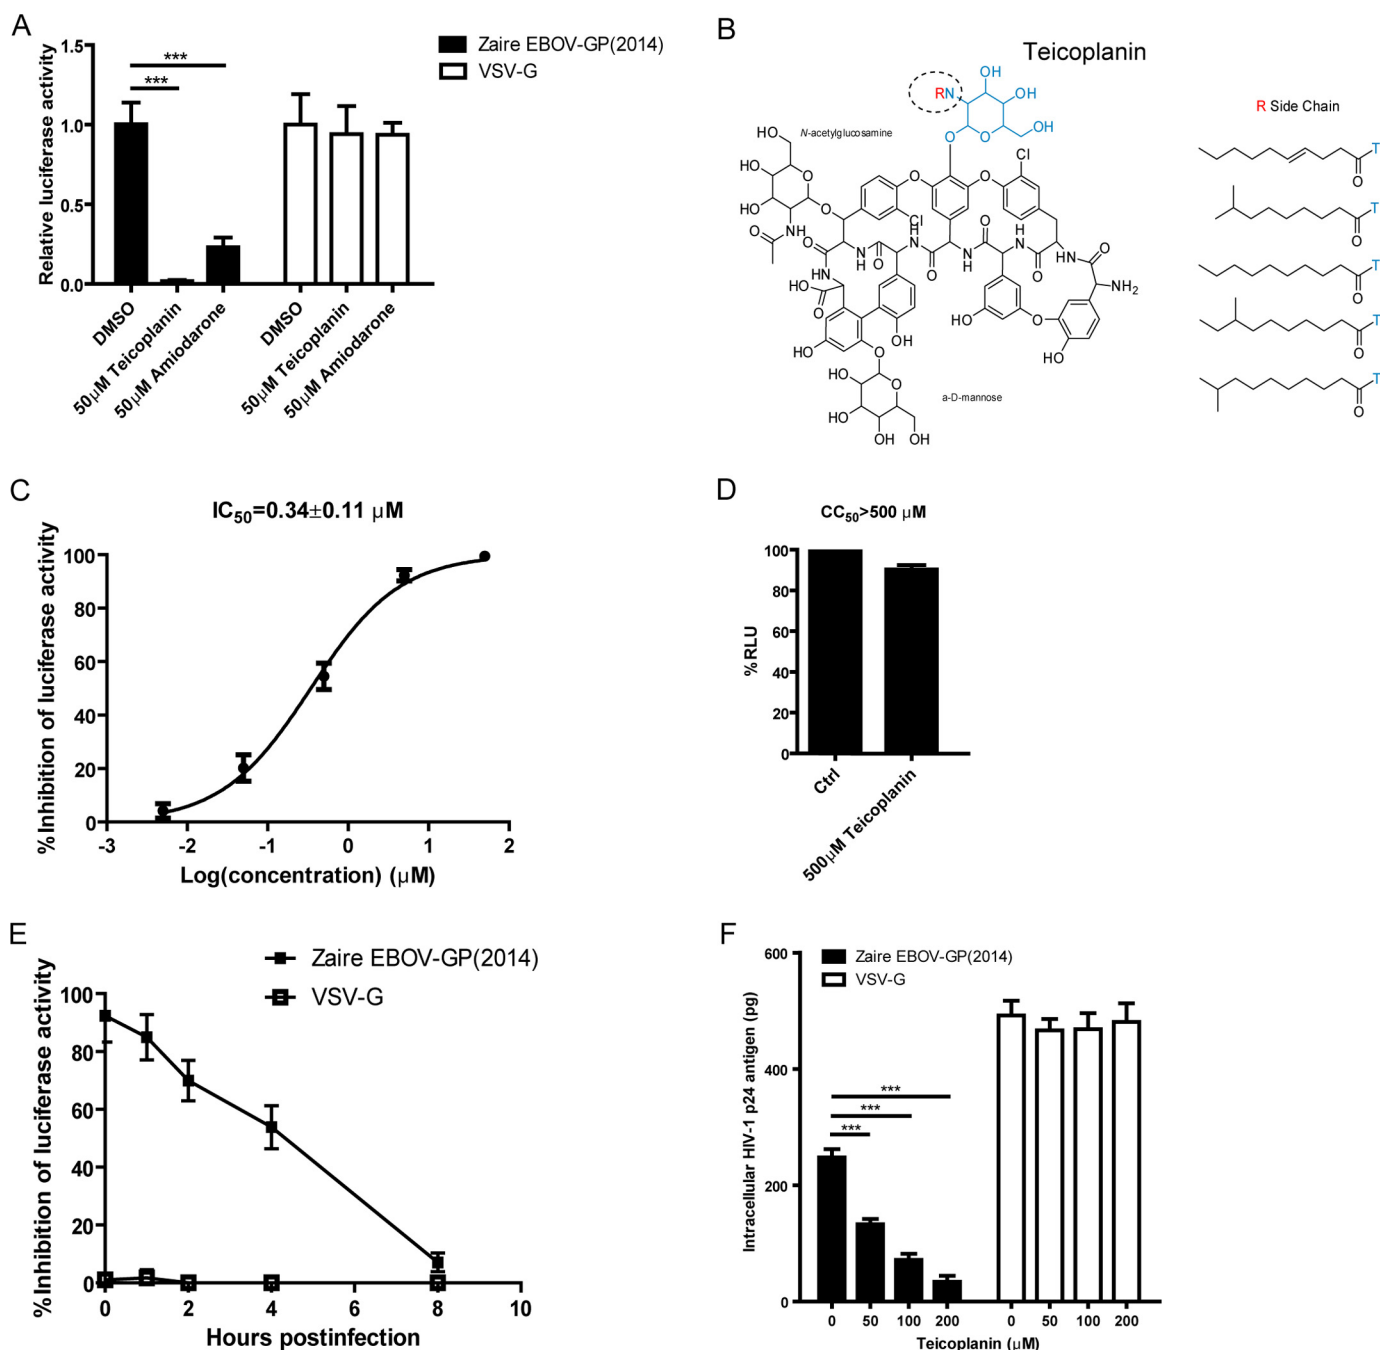 A
Relative luciferase activity
1.5
1.0
0.5
0.0
***
***
Zaire EBOV-GP(2014)
VSV-G
DMSO
50μM Teicoplanin
50μM Amiodarone
DMSO
50μM Teicoplanin
50μM Amiodarone
B
Teicoplanin
RN
OH
OH
OH
O
O
N-acetylglucosamine
HO
HO
HO
O
O
NH
O
O
Cl
O
O
Cl
O
NH
O
H
N
O
N
H
O
NH
O
NH
O
NH2
HN
HO
O
HO
OH
O
HO
O
HO
HO
HO
HO
O
OH
OH
a-D-mannose
R Side Chain
T
O
T
O
T
O
T
O
T
O
C
IC50=0.34±0.11 μM
%Inhibition of luciferase activity
100
80
60
40
20
0
-3
-2
-1
0
1
2
Log(concentration) (μM)
D
CC50>500 μM
%RLU
100
80
60
40
20
0
Ctrl
500μM Teicoplanin
E
Zaire EBOV-GP(2014)
VSV-G
%Inhibition of luciferase activity
100
80
60
40
20
0
0
2
4
6
8
10
Hours postinfection
F
Zaire EBOV-GP(2014)
VSV-G
Intracellular HIV-1 p24 antigen (pg)
600
400
200
0
***
***
***
0
50
100
200
0
50
100
200
Teicoplanin (μM)